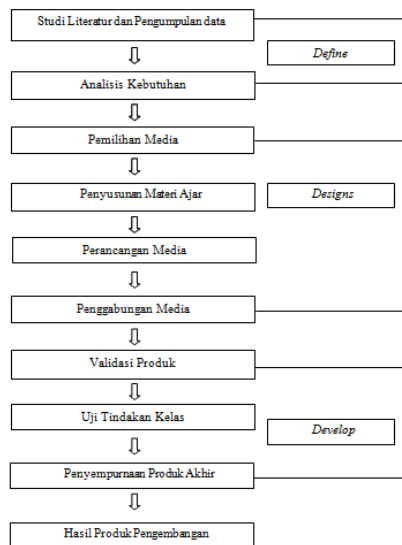 Studi Literatur dan Pengumpulan data
Define
Analisis Kebutuhan
Pemilihan Media
Penyusunan Materi Ajar
Designs
Perancangan Media
Penggabungan Media
Validasi Produk
Uji Tindakan Kelas
Develop
Penyempurnaan Produk Akhir
Hasil Produk Pengembangan